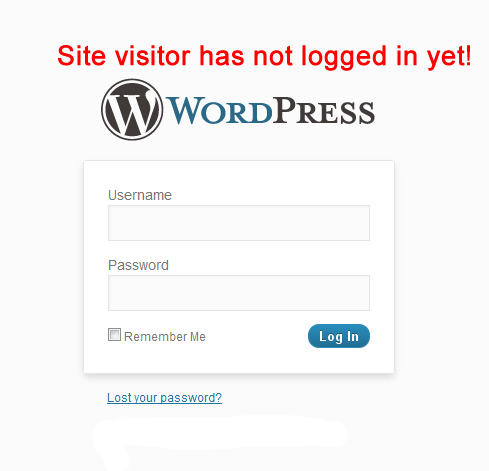 Site visitor has not logged in yet!
WORDPRESS
Username
Password
Remember Me
Log In
Lost your password?